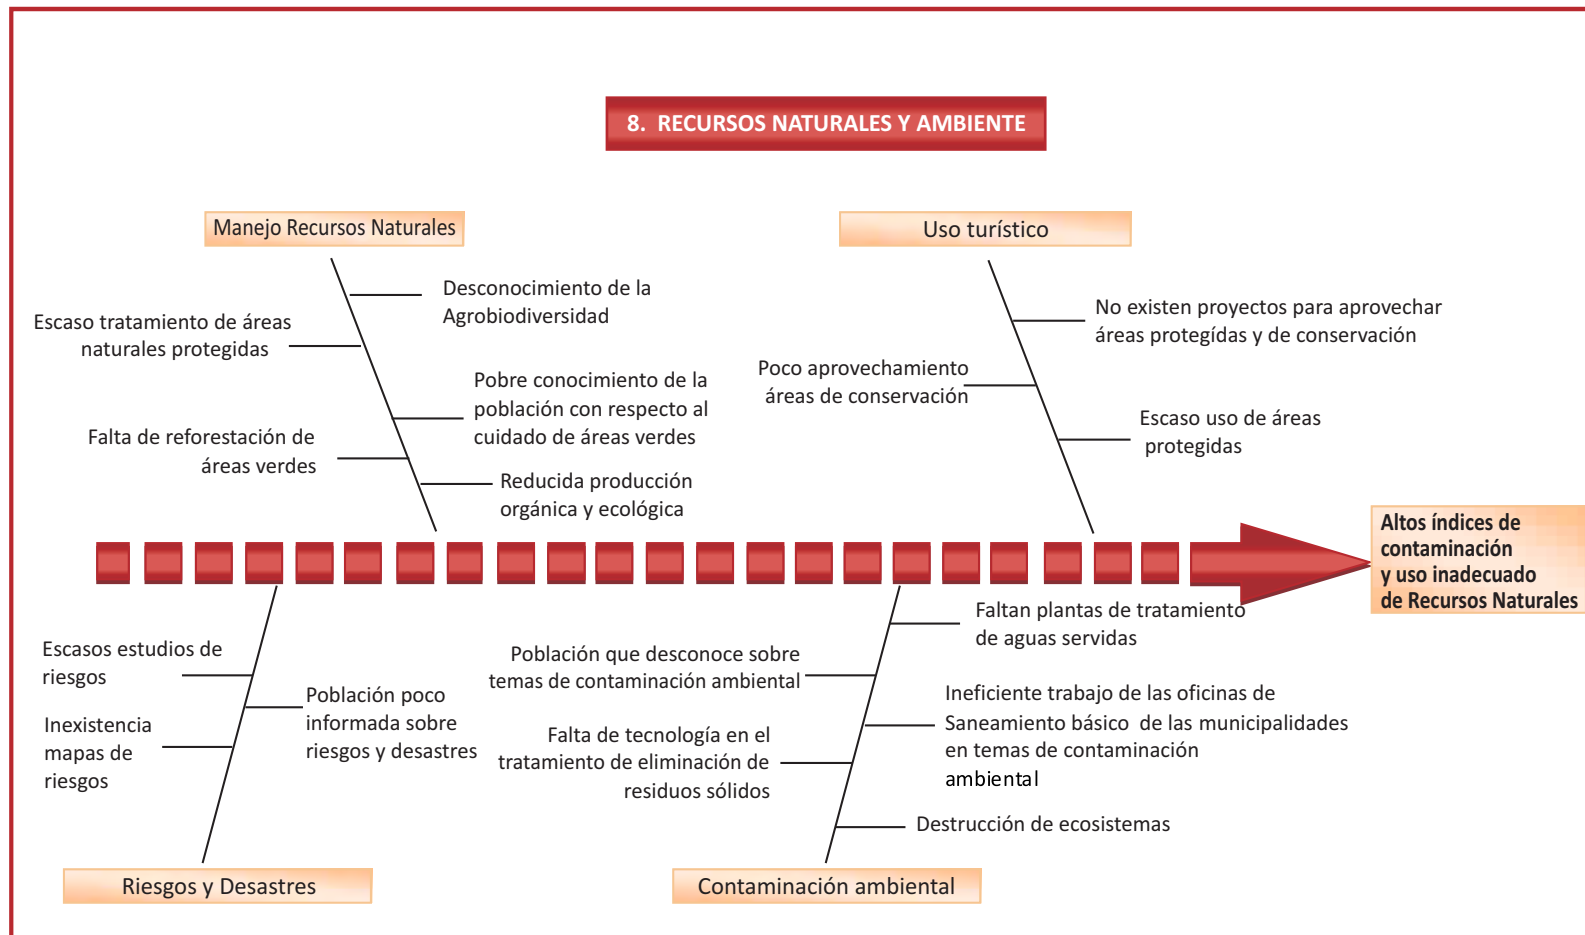 8. RECURSOS NATURALES Y AMBIENTE
Manejo Recursos Naturales
Desconocimiento de la
Agrobiodiversidad
Escaso tratamiento de áreas
naturales protegidas
Pobre conocimiento de la
población con respecto al
cuidado de áreas verdes
Falta de reforestación de
áreas verdes
Reducida producción
orgánica y ecológica
Uso turístico
No existen proyectos para aprovechar
áreas protegídas y de conservación
Poco aprovechamiento
áreas de conservación
Escaso uso de áreas
protegidas
Altos índices de
contaminación
y uso inadecuado
de Recursos Naturales
Escasos estudios de
riesgos
Población poco
informada sobre
riesgos y desastres
Inexistencia
mapas de
riesgos
Riesgos y Desastres
Faltan plantas de tratamiento
de aguas servidas
Población que desconoce sobre
temas de contaminación ambiental
Ineficiente trabajo de las oficinas de
Saneamiento básico de las municipalidades
en temas de contaminación
ambiental
Falta de tecnología en el
tratamiento de eliminación de
residuos sólidos
Destrucción de ecosistemas
Contaminación ambiental